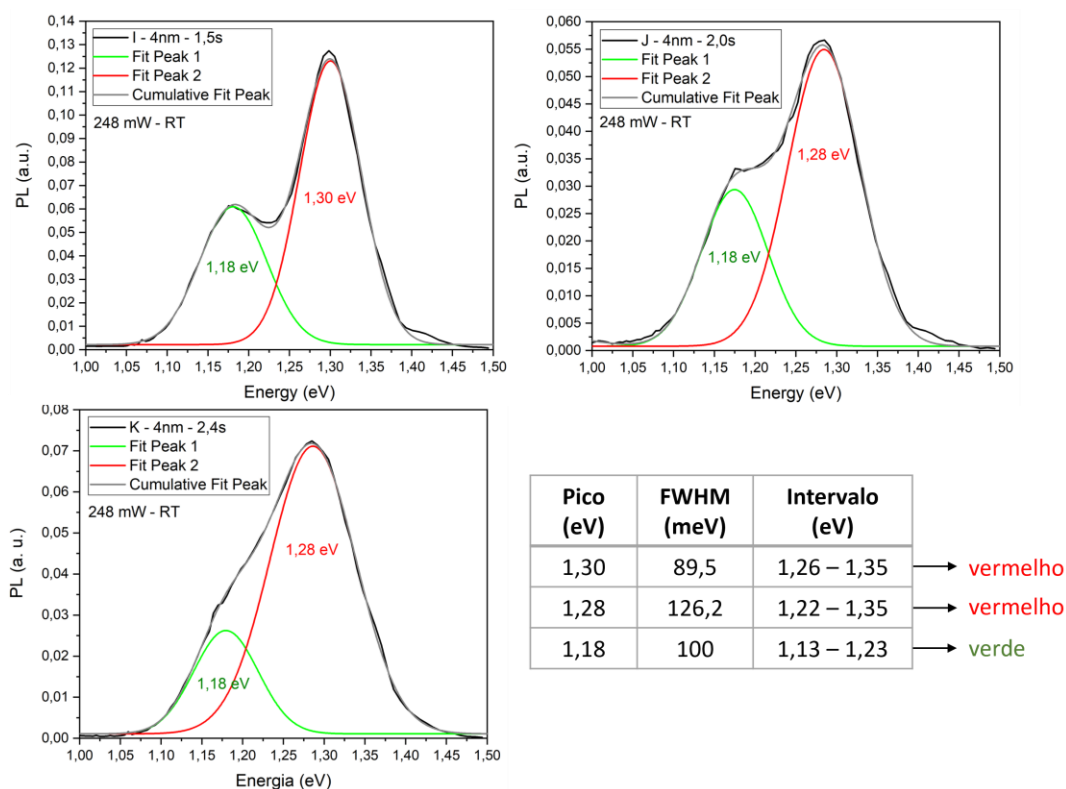 I - 4nm - 1,5s
Fit Peak 1
Fit Peak 2
Cumulative Fit Peak
248 mW - RT
1,30 eV
1,18 eV
PL (a.u.)
0,14
0,13
0,12
0,11
0,10
0,09
0,08
0,07
0,06
0,05
0,04
0,03
0,02
0,01
0,00
1,00 1,05 1,10 1,15 1,20 1,25 1,30 1,35 1,40 1,45 1,50
Energy (eV)
J - 4nm - 2,0s
Fit Peak 1
Fit Peak 2
Cumulative Fit Peak
248 mW - RT
1,28 eV
1,18 eV
PL (a.u.)
0,060
0,055
0,050
0,045
0,040
0,035
0,030
0,025
0,020
0,015
0,010
0,005
0,000
1,00 1,05 1,10 1,15 1,20 1,25 1,30 1,35 1,40 1,45 1,50
Energy (eV)
K - 4nm - 2,4s
Fit Peak 1
Fit Peak 2
Cumulative Fit Peak
248 mW - RT
1,28 eV
1,18 eV
PL (a. u.)
0,08
0,07
0,06
0,05
0,04
0,03
0,02
0,01
0,00
1,00 1,05 1,10 1,15 1,20 1,25 1,30 1,35 1,40 1,45 1,50
Energia (eV)
Pico FWHM Intervalo
(eV) (meV) (eV)
1,30 89,5 1,26 – 1,35 vermelho
1,28 126,2 1,22 – 1,35 vermelho
1,18 100 1,13 – 1,23 verde